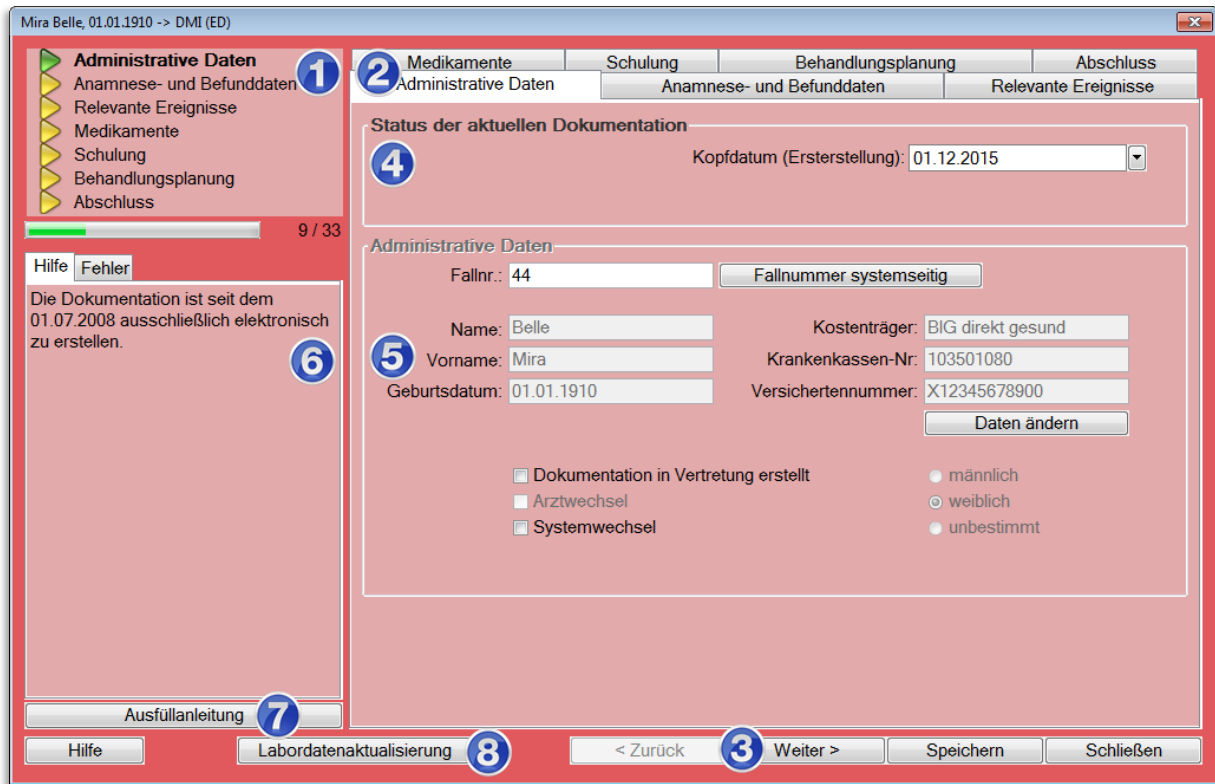 Mira Belle, 01.01.1910 -> DMI (ED)
Administrative Daten
Anamnese- und Befunddaten
Relevante Ereignisse
Medikamente
Schulung
Behandlungsplanung
Abschluss
1
9 / 33
Hilfe Fehler
Die Dokumentation ist seit dem
01.07.2008 ausschließlich elektronisch
zu erstellen.
6
Ausfüllanleitung 7
2 Medikamente Schulung Behandlungsplanung Abschluss
Administrative Daten Anamnese- und Befunddaten Relevante Ereignisse
Status der aktuellen Dokumentation
4
Kopfdatum (Ersterstellung): 01.12.2015
Administrative Daten
Fallnr.: 44 Fallnummer systemseitig
5
Name: Belle Kostenträger: BIG direkt gesund
Vorname: Mira Krankenkassen-Nr: 103501080
Geburtsdatum: 01.01.1910 Versichertennummer: X12345678900
Daten ändern
Dokumentation in Vertretung erstellt männlich
Arztwechsel weiblich
Systemwechsel unbestimmt
Hilfe Labordatenaktualisierung 8 < Zurück 3 Weiter > Speichern Schließen